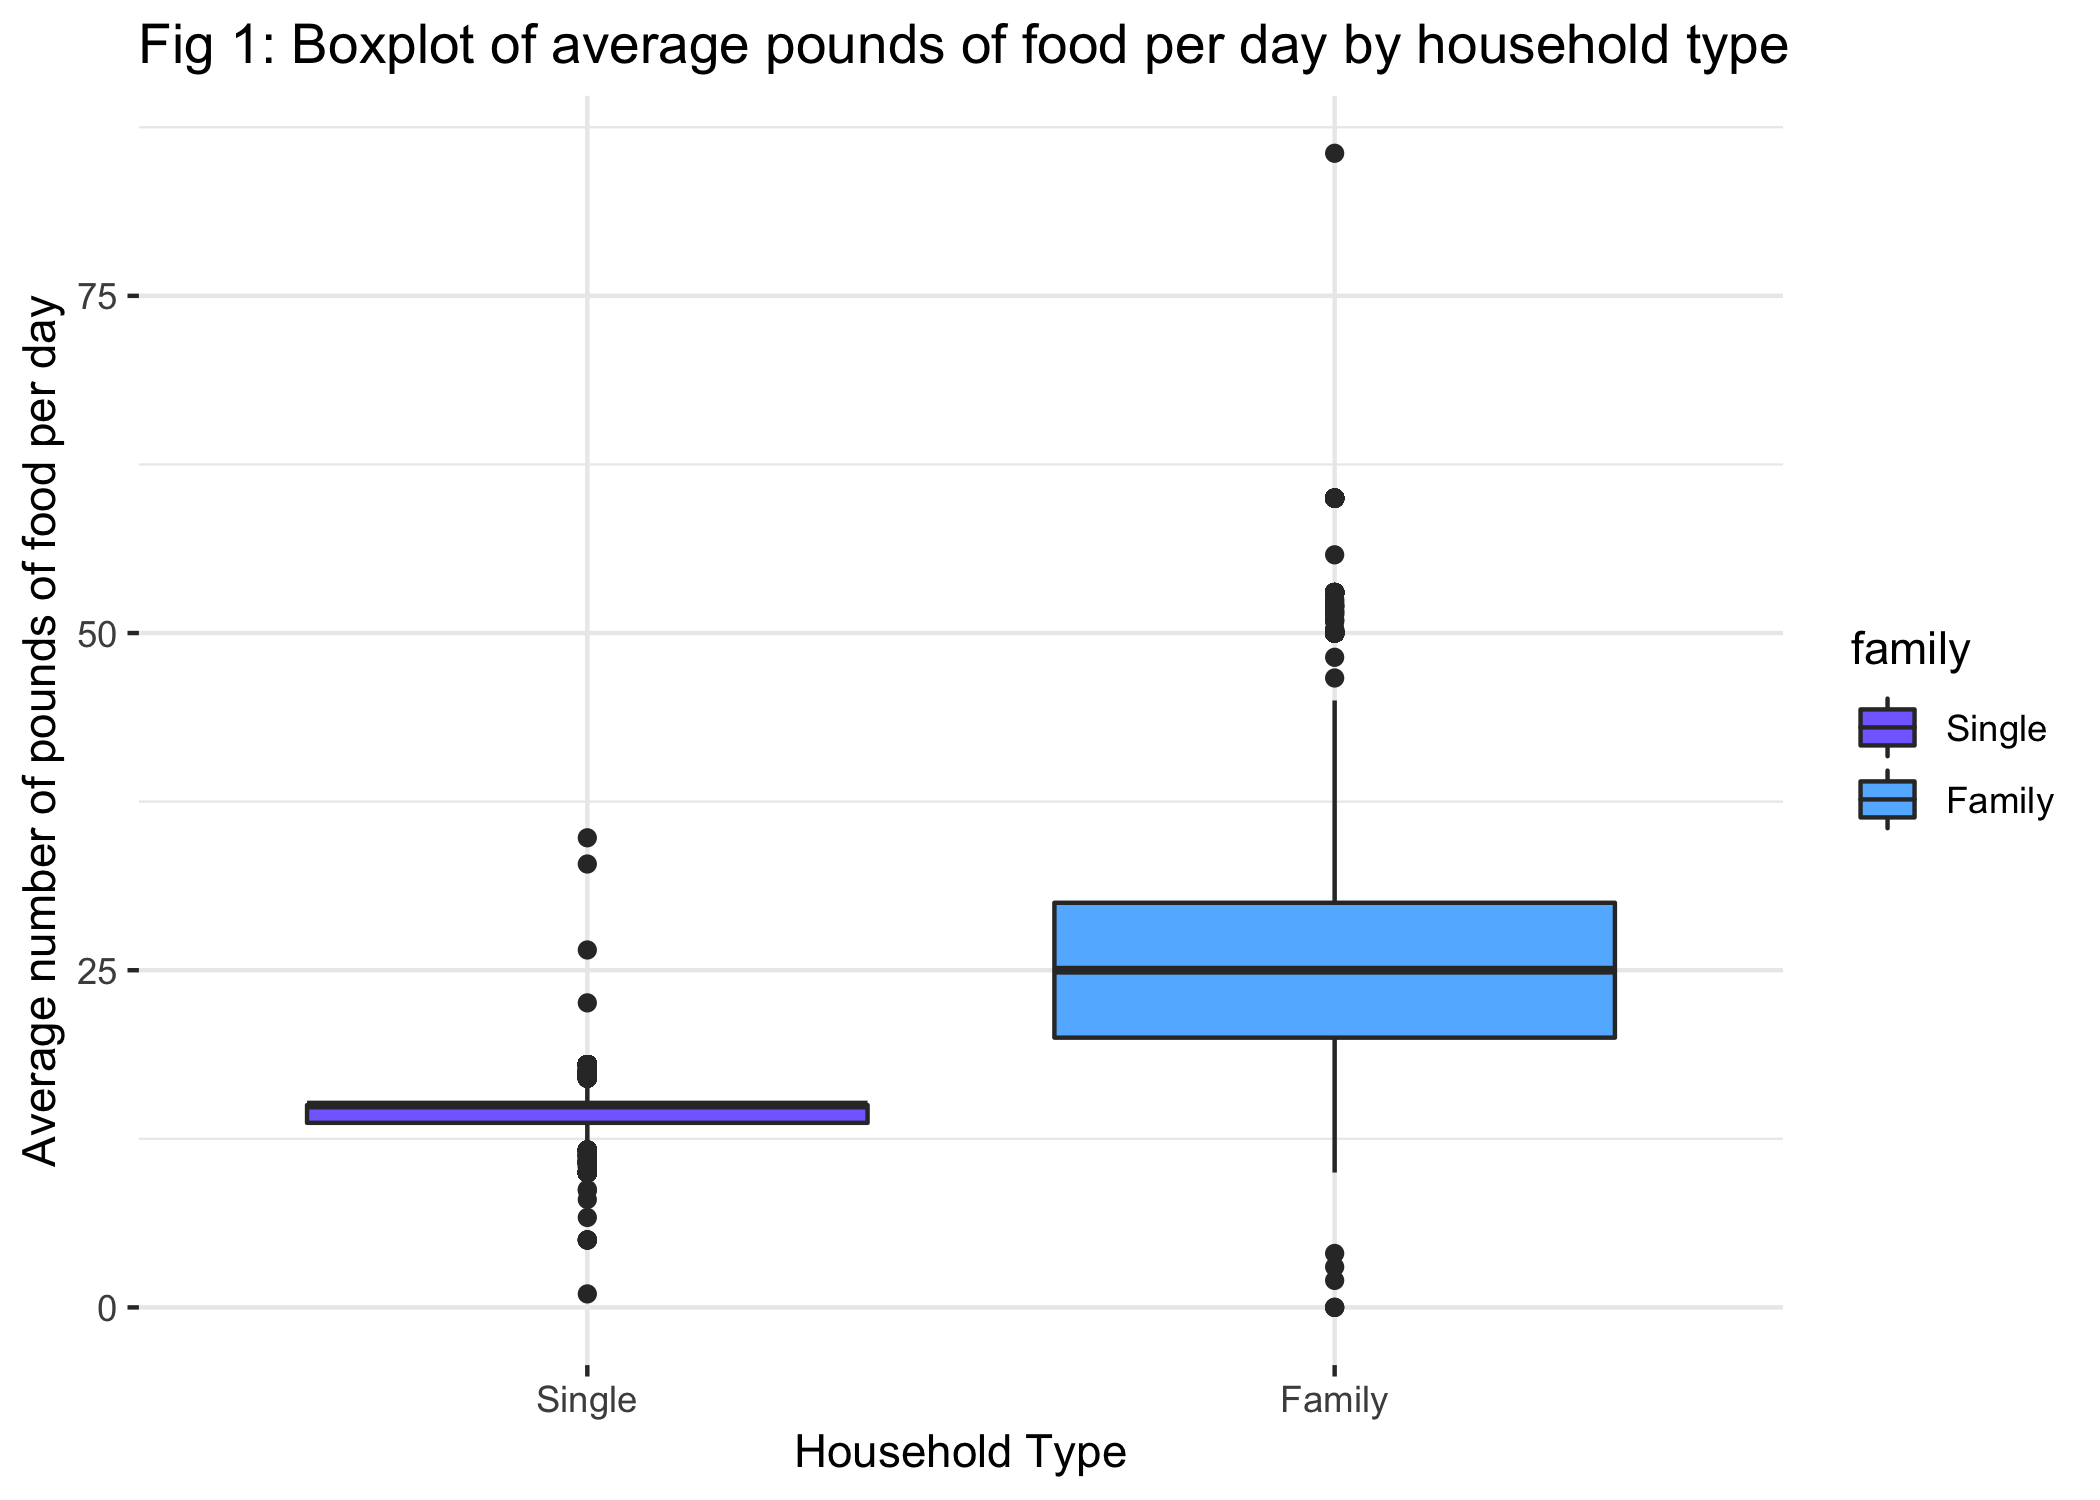 Fig 1: Boxplot of average pounds of food per day by household type
Average number of pounds of food per day
75
50
25
0
Single
Family
Household Type
family
Single
Family